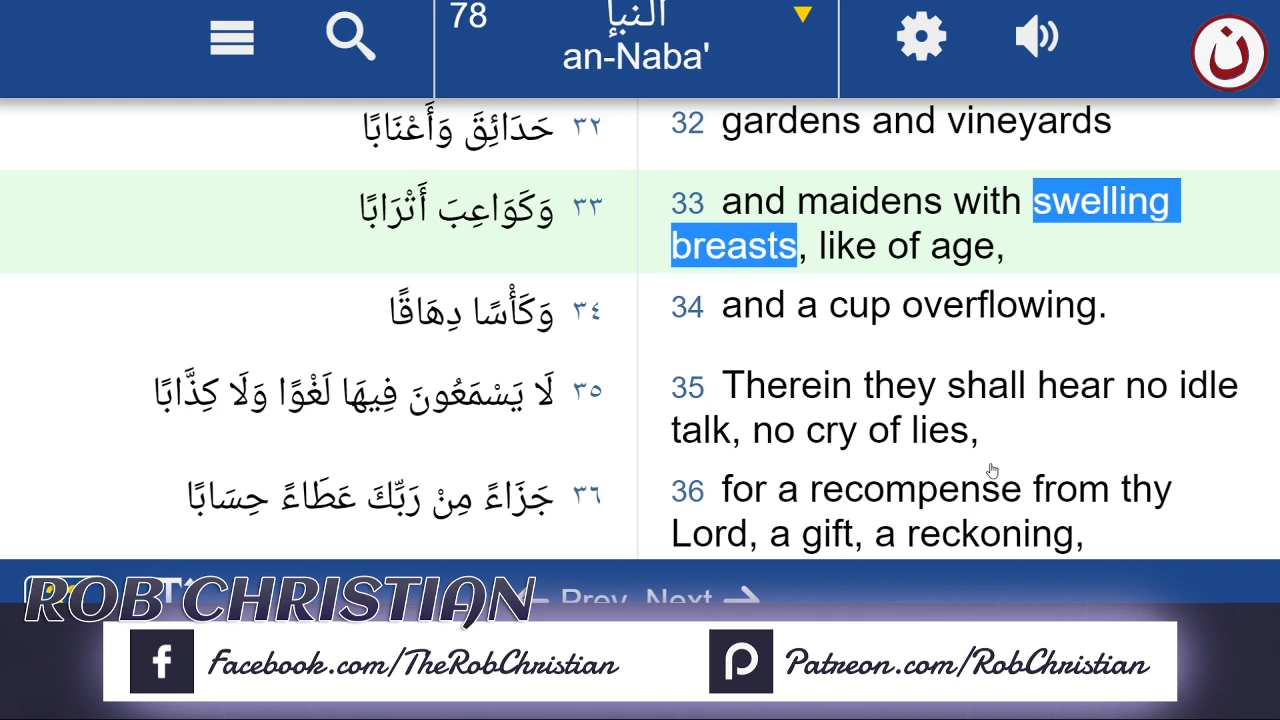 78
النبإ
an-Naba'
ن
حَدَائِقَ وَأَعْنَابًا ٣٢
32 gardens and vineyards
وَكَوَاعِبَ أَتْرَابًا ٣٣
33 and maidens with swelling
breasts, like of age,
وَكَأْسًا دِهَاقًا ٣٤
34 and a cup overflowing.
لَا يَسْمَعُونَ فِيهَا لَغْوًا وَلَا كِذَّابًا ٣٥
35 Therein they shall hear no idle
talk, no cry of lies,
جَزَاءً مِنْ رَبِّكَ عَطَاءً حِسَابًا ٣٦
36 for a recompense from thy
Lord, a gift, a reckoning,
Prev Next
ROB CHRISTIAN
Facebook.com/TheRobChristian
Patreon.com/RobChristian